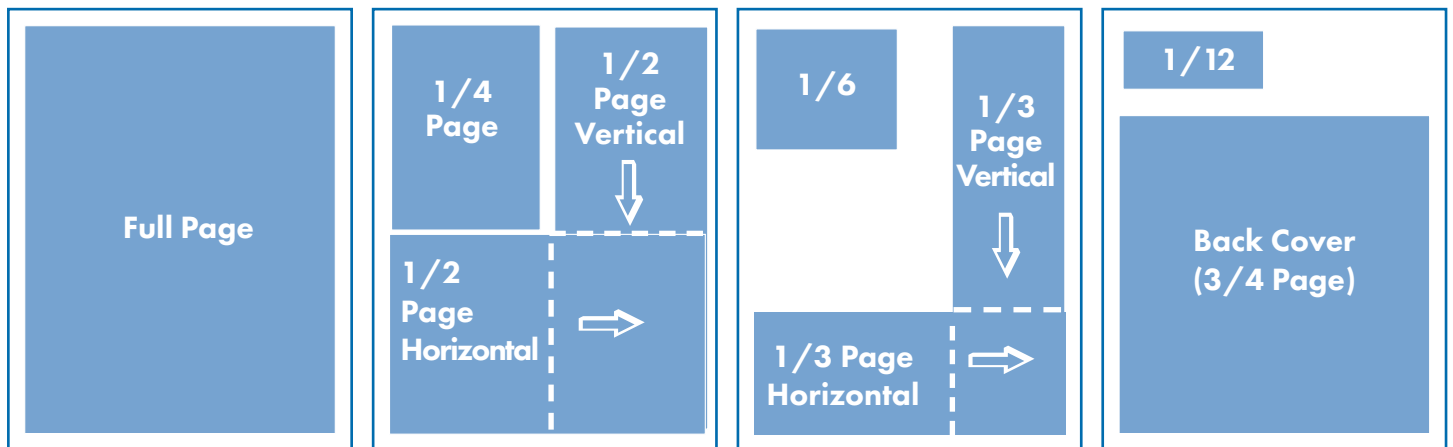 Full Page
1/4
Page
1/2
Page
Vertical
1/2
Page
Horizontal
1/6
1/3
Page
Vertical
1/3 Page
Horizontal
1/12
Back Cover
(3/4 Page)